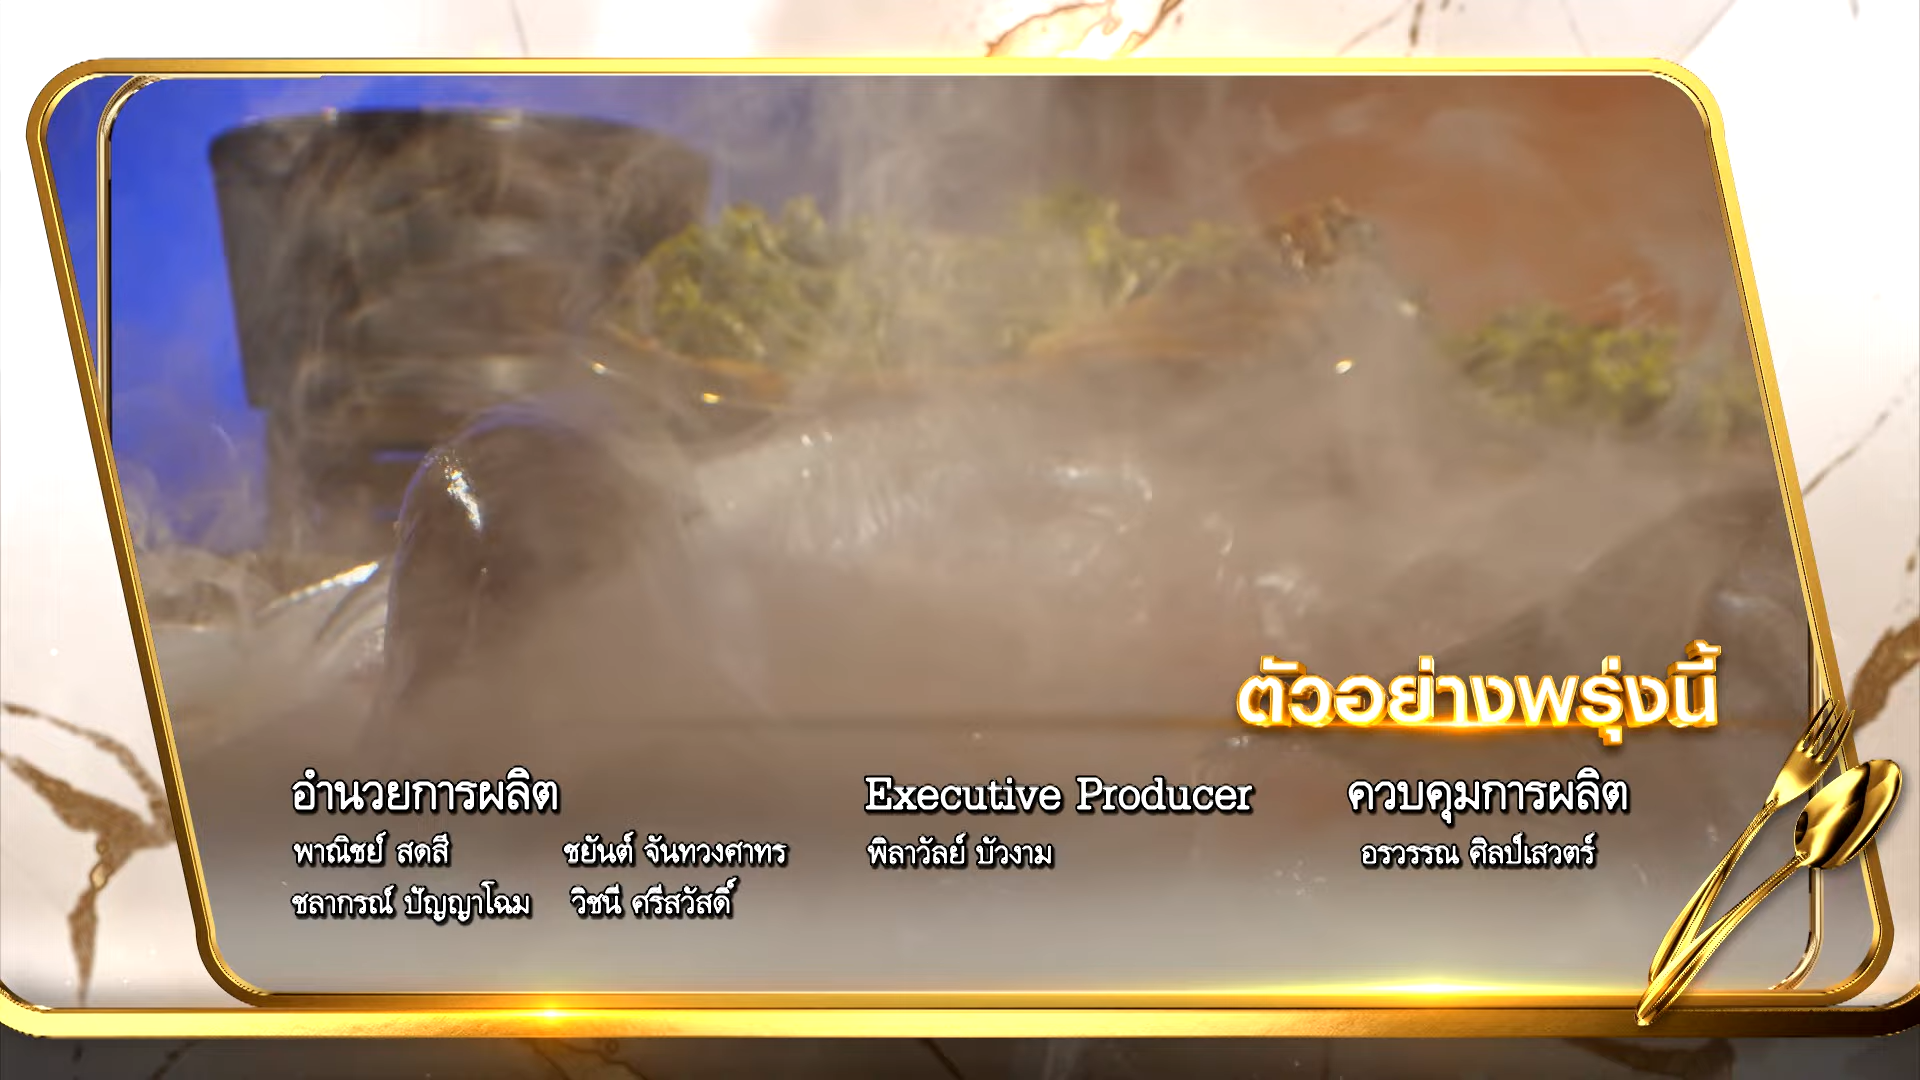 ตัวอย่างพรุ่งนี้
อำนวยการผลิต
พาณิชย์ สดสี ชยันต์ จันทวงศาทร
ชลากรณ์ ปัญญาโฉม วิชนี ศรีสวัสดิ์
Executive Producer
พิลาวัลย์ บัวงาม
ควบคุมการผลิต
อรวรรณ ศิลป์เสวตร์